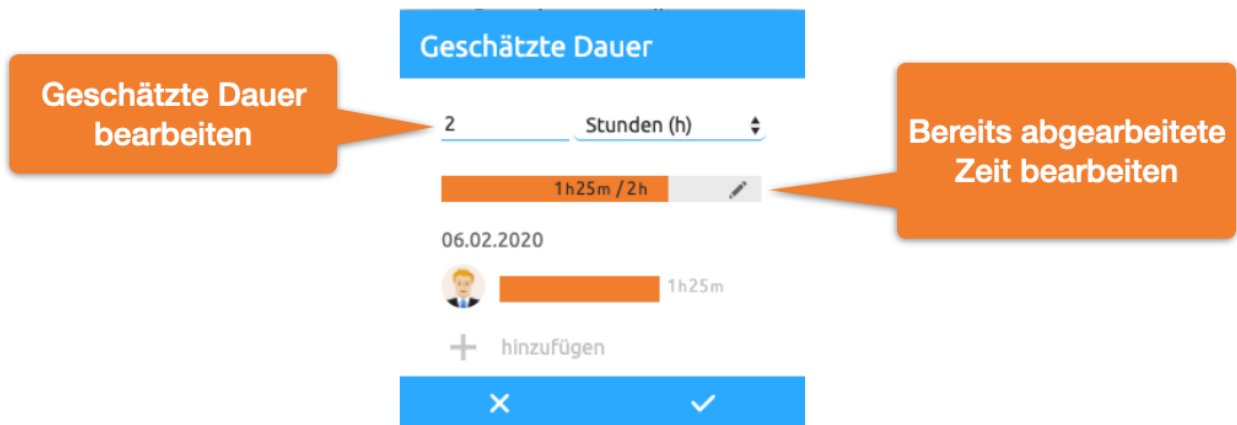 Geschätzte Dauer
Geschätzte Dauer
bearbeiten
2 Stunden (h)
Bereits abgearbeitete
Zeit bearbeiten
1h25m / 2h
06.02.2020
1h25m
hinzufügen